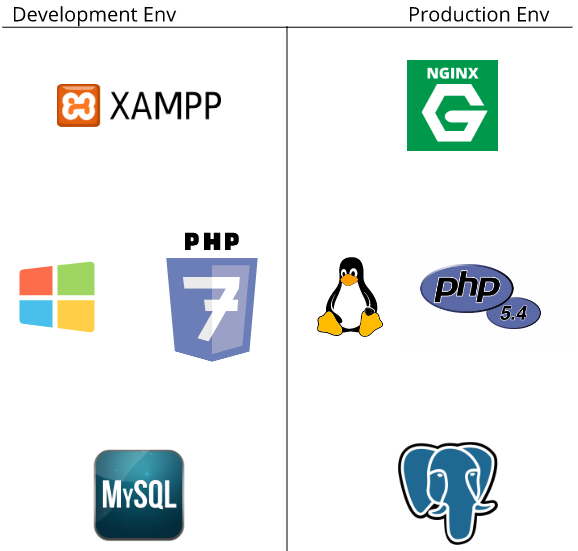 Development Env
Production Env
XAMPP
NGINX
PHP
7
php
5.4
MySQL